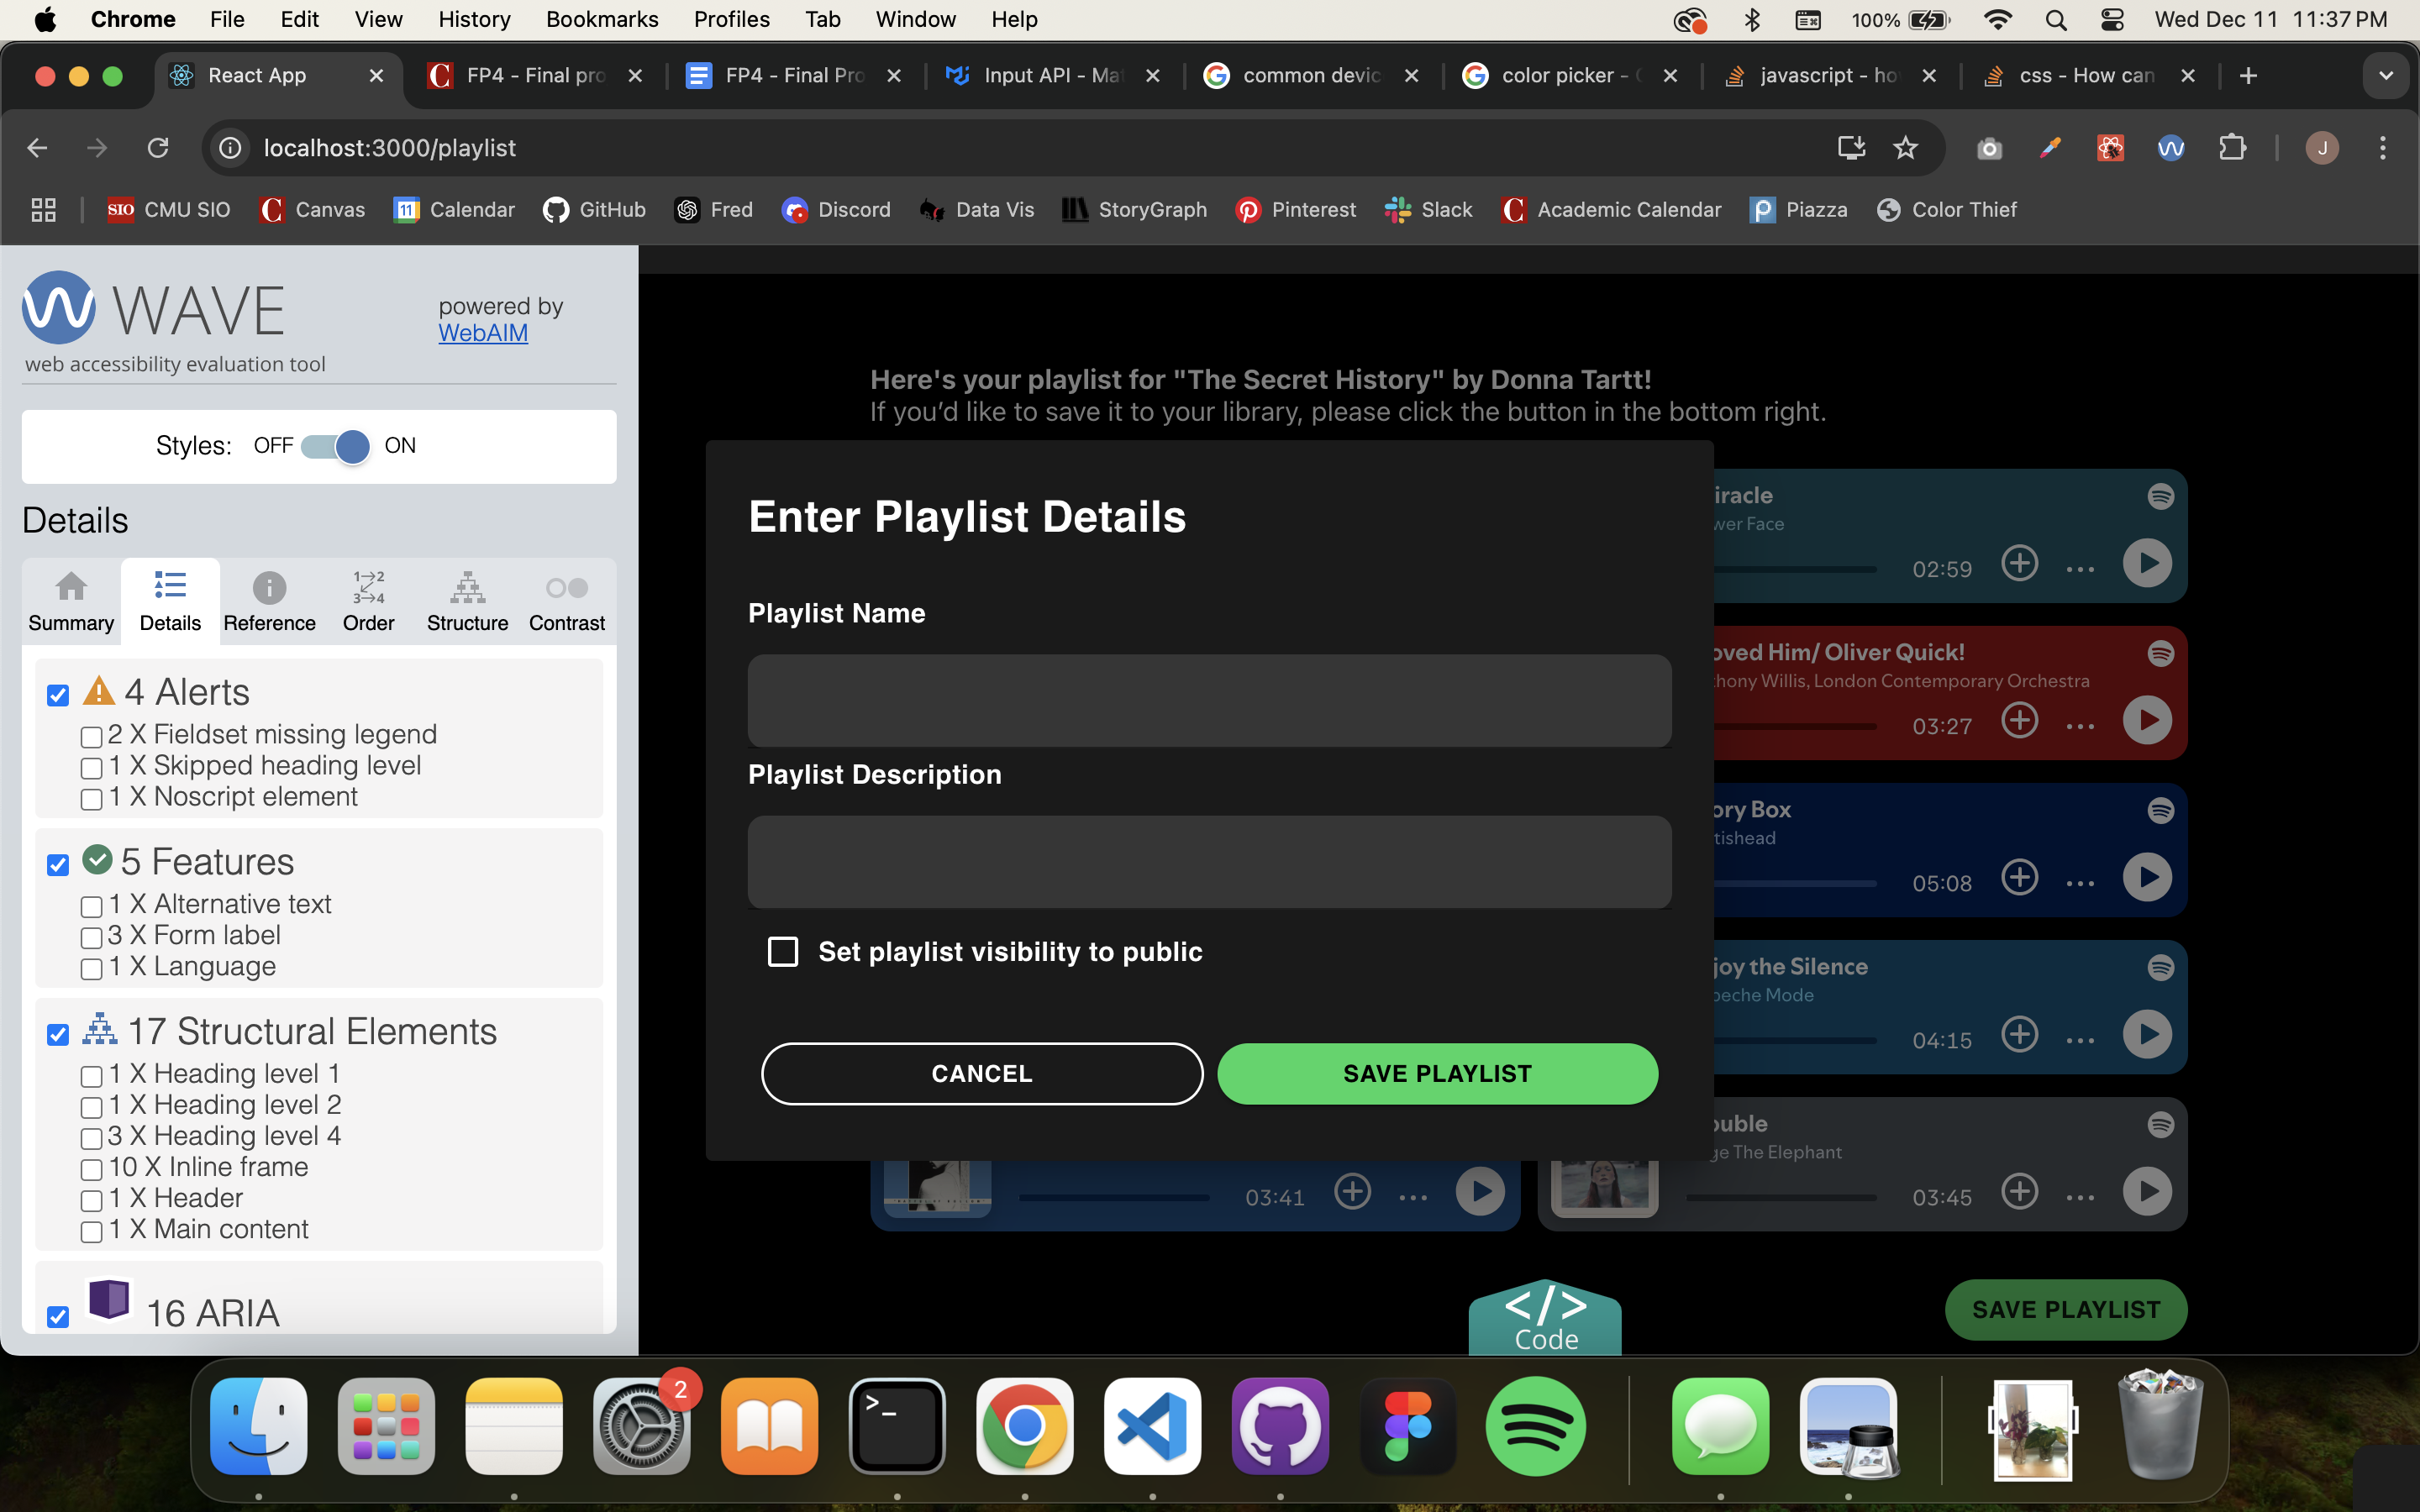 Chrome File Edit View History Bookmarks Profiles Tab Window Help 100% Wed Dec 11 11:37 PM
React App FP4 - Final pro FP4 - Final Pro Input API - Ma common devic color picker - javascript - ho css - How can
localhost:3000/playlist J
SIO CMU SIO C Canvas 11 Calendar GitHub Fred Discord Data Vis StoryGraph Pinterest Slack C Academic Calendar Piazza Color Thief
WAVE
powered by
WebAIM
web accessibility evaluation tool
Styles: OFF ON
Details
Summary Details Reference Order Structure Contrast
4 Alerts
2 X Fieldset missing legend
1 X Skipped heading level
1 X Noscript element
5 Features
1 X Alternative text
3 X Form label
1 X Language
17 Structural Elements
1 X Heading level 1
1 X Heading level 2
3 X Heading level 4
10 X Inline frame
1 X Header
1 X Main content
16 ARIA
Here's your playlist for "The Secret History" by Donna Tartt!
If you’d like to save it to your library, please click the button in the bottom right.
Enter Playlist Details
Playlist Name
Playlist Description
Set playlist visibility to public
CANCEL
SAVE PLAYLIST
iracle
wer Face
02:59
oved Him/ Oliver Quick!
thony Willis, London Contemporary Orchestra
03:27
ory Box
tishead
05:08
joy the Silence
peche Mode
04:15
ouble
ge The Elephant
03:41
03:45
</>
Code
SAVE PLAYLIST
2